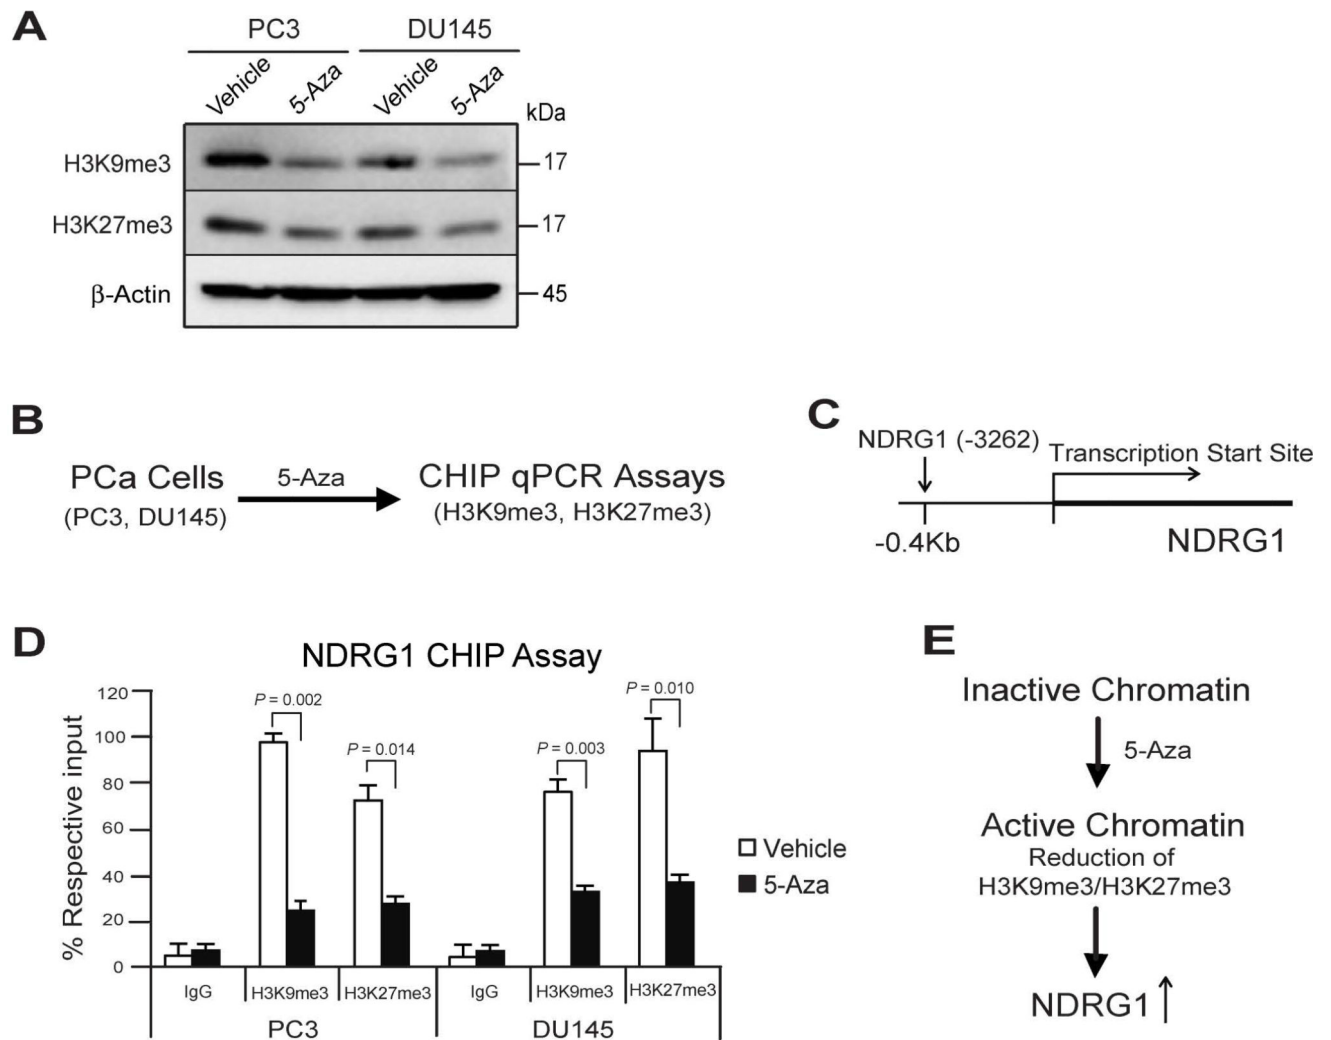 A
PC3 DU145
Vehicle 5-Aza Vehicle 5-Aza
kDa
H3K9me3 17
H3K27me3 17
β-Actin 45
B
PCa Cells 5-Aza CHIP qPCR Assays
(PC3, DU145) (H3K9me3, H3K27me3)
C
NDRG1 (-3262) Transcription Start Site
-0.4Kb NDRG1
D
NDRG1 CHIP Assay
% Respective input
120
100
80
60
40
20
0
P = 0.002
P = 0.014
P = 0.003
P = 0.010
Vehicle
5-Aza
IgG H3K9me3 H3K27me3 IgG H3K9me3 H3K27me3
PC3 DU145
E
Inactive Chromatin
5-Aza
Active Chromatin
Reduction of
H3K9me3/H3K27me3
NDRG1